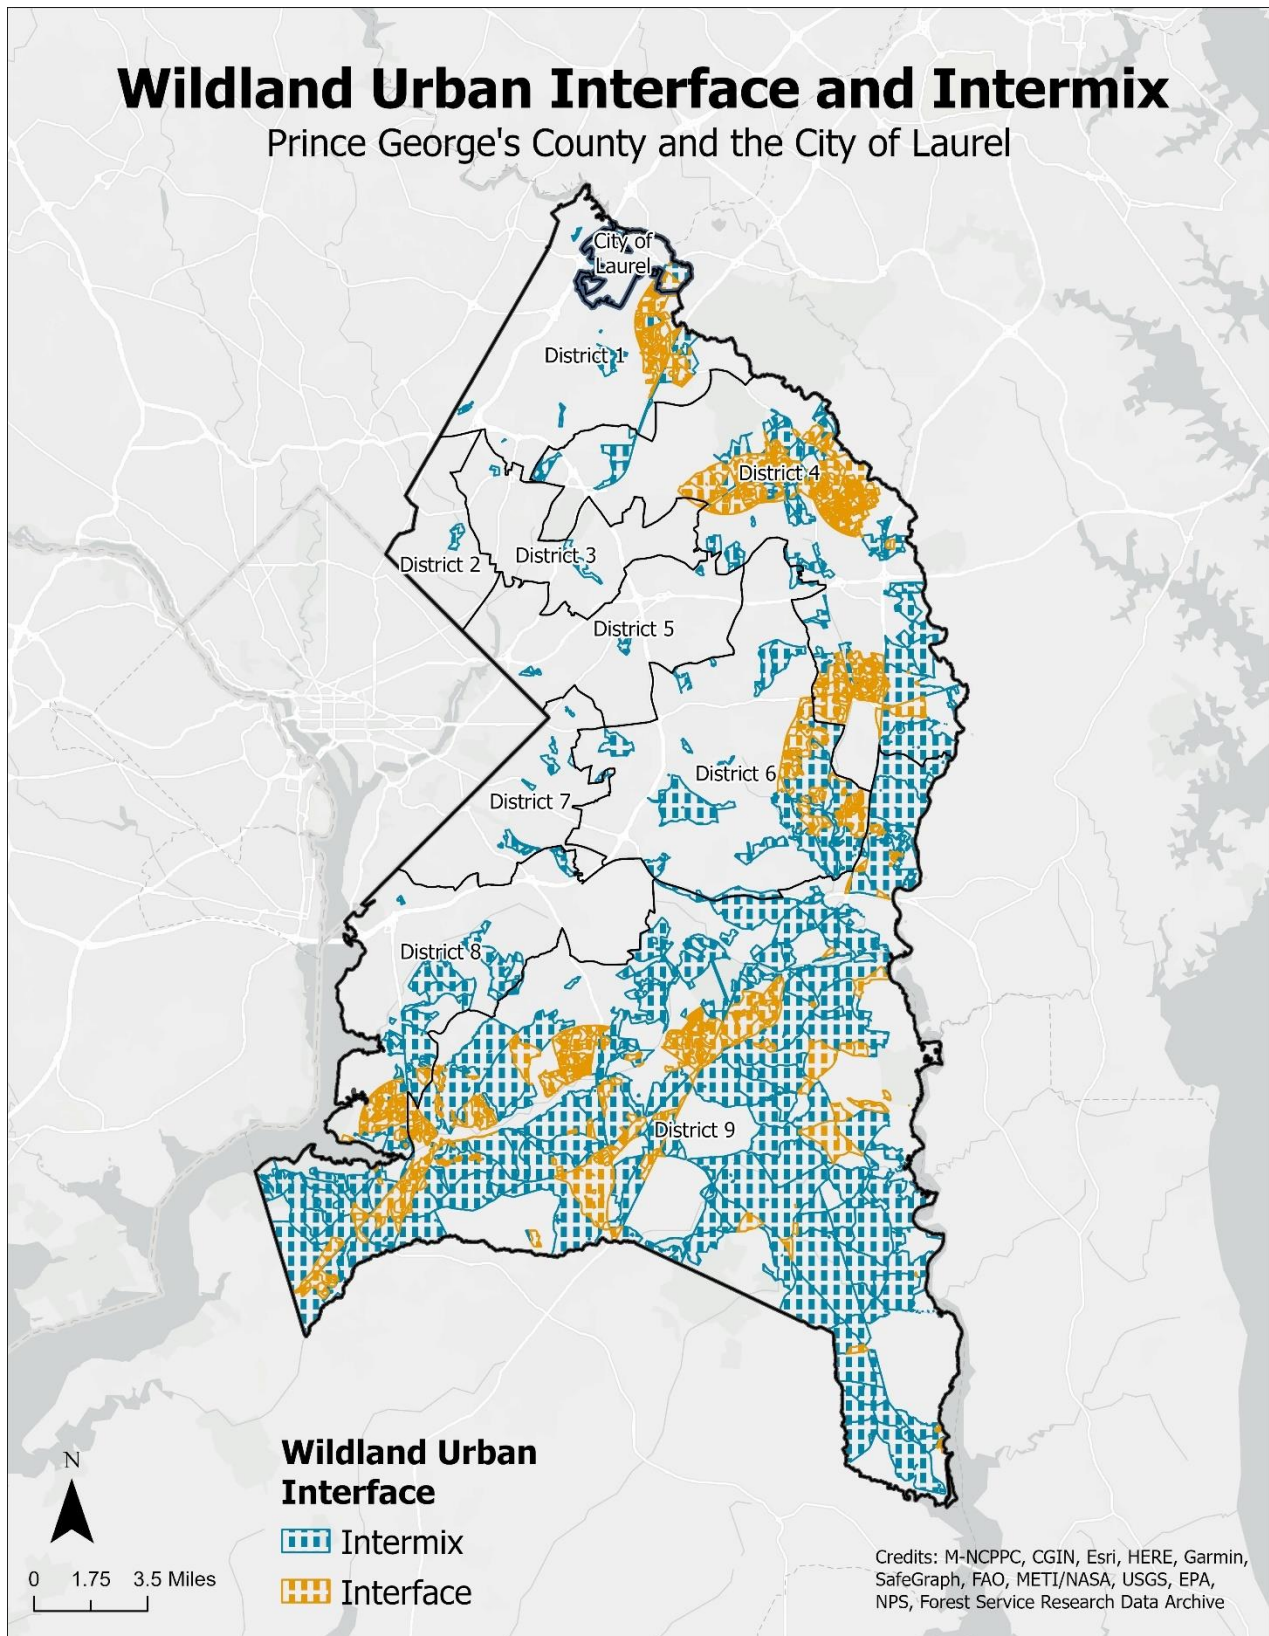 Wildland Urban Interface and Intermix
Prince George's County and the City of Laurel
City of
Laurel
District 1
District 4
District 3
District 2
District 5
District 6
District 7
District 8
District 9
Wildland Urban
Interface
Intermix
Interface
N
0 1.75 3.5 Miles
Credits: M-NCPPC, CGIN, Esri, HERE, Garmin,
SafeGraph, FAO, METI/NASA, USGS, EPA,
NPS, Forest Service Research Data Archive